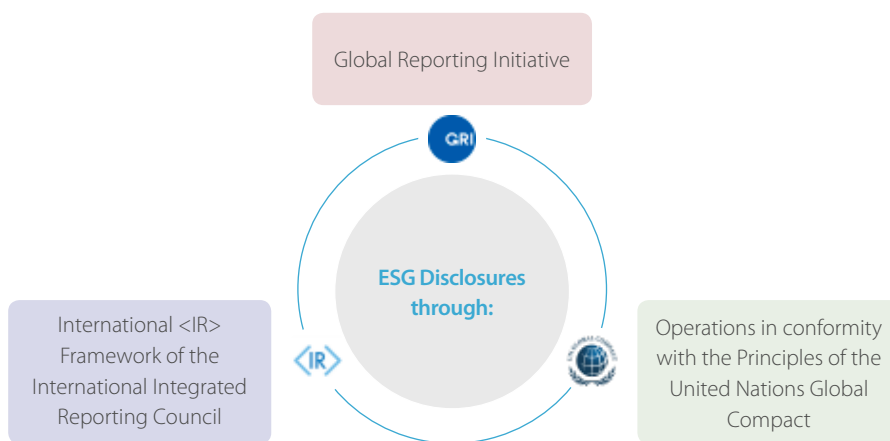 Global Reporting Initiative
GRI
ESG Disclosures
through:
International <IR>
Framework of the
International Integrated
Reporting Council
<IR>
Operations in conformity
with the Principles of the
United Nations Global
Compact